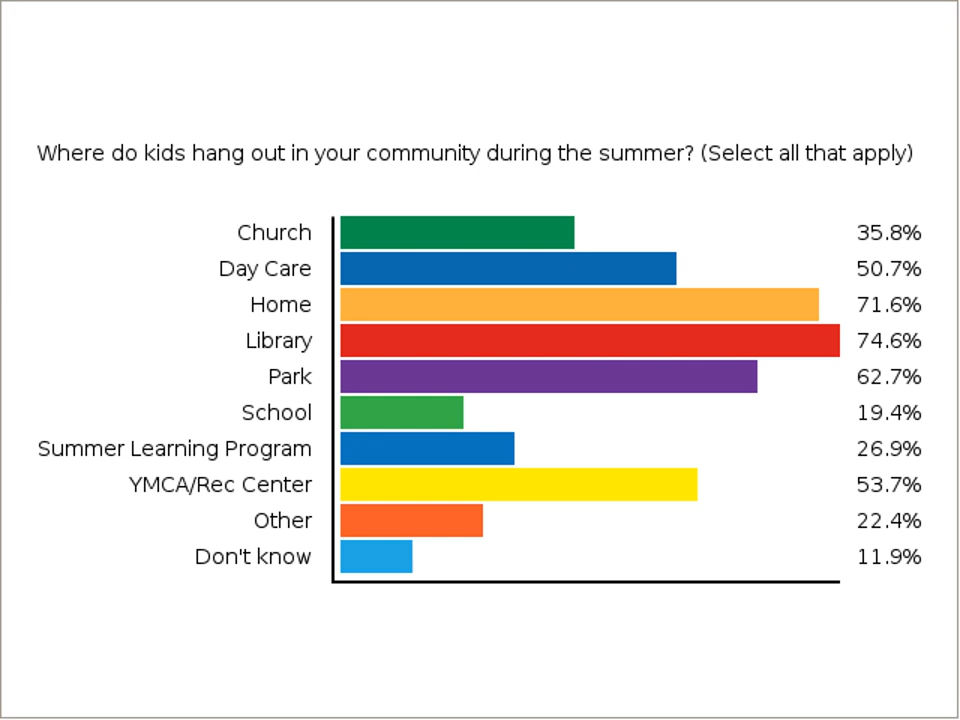 Where do kids hang out in your community during the summer? (Select all that apply)
Church 35.8%
Day Care 50.7%
Home 71.6%
Library 74.6%
Park 62.7%
School 19.4%
Summer Learning Program 26.9%
YMCA/Rec Center 53.7%
Other 22.4%
Don't know 11.9%